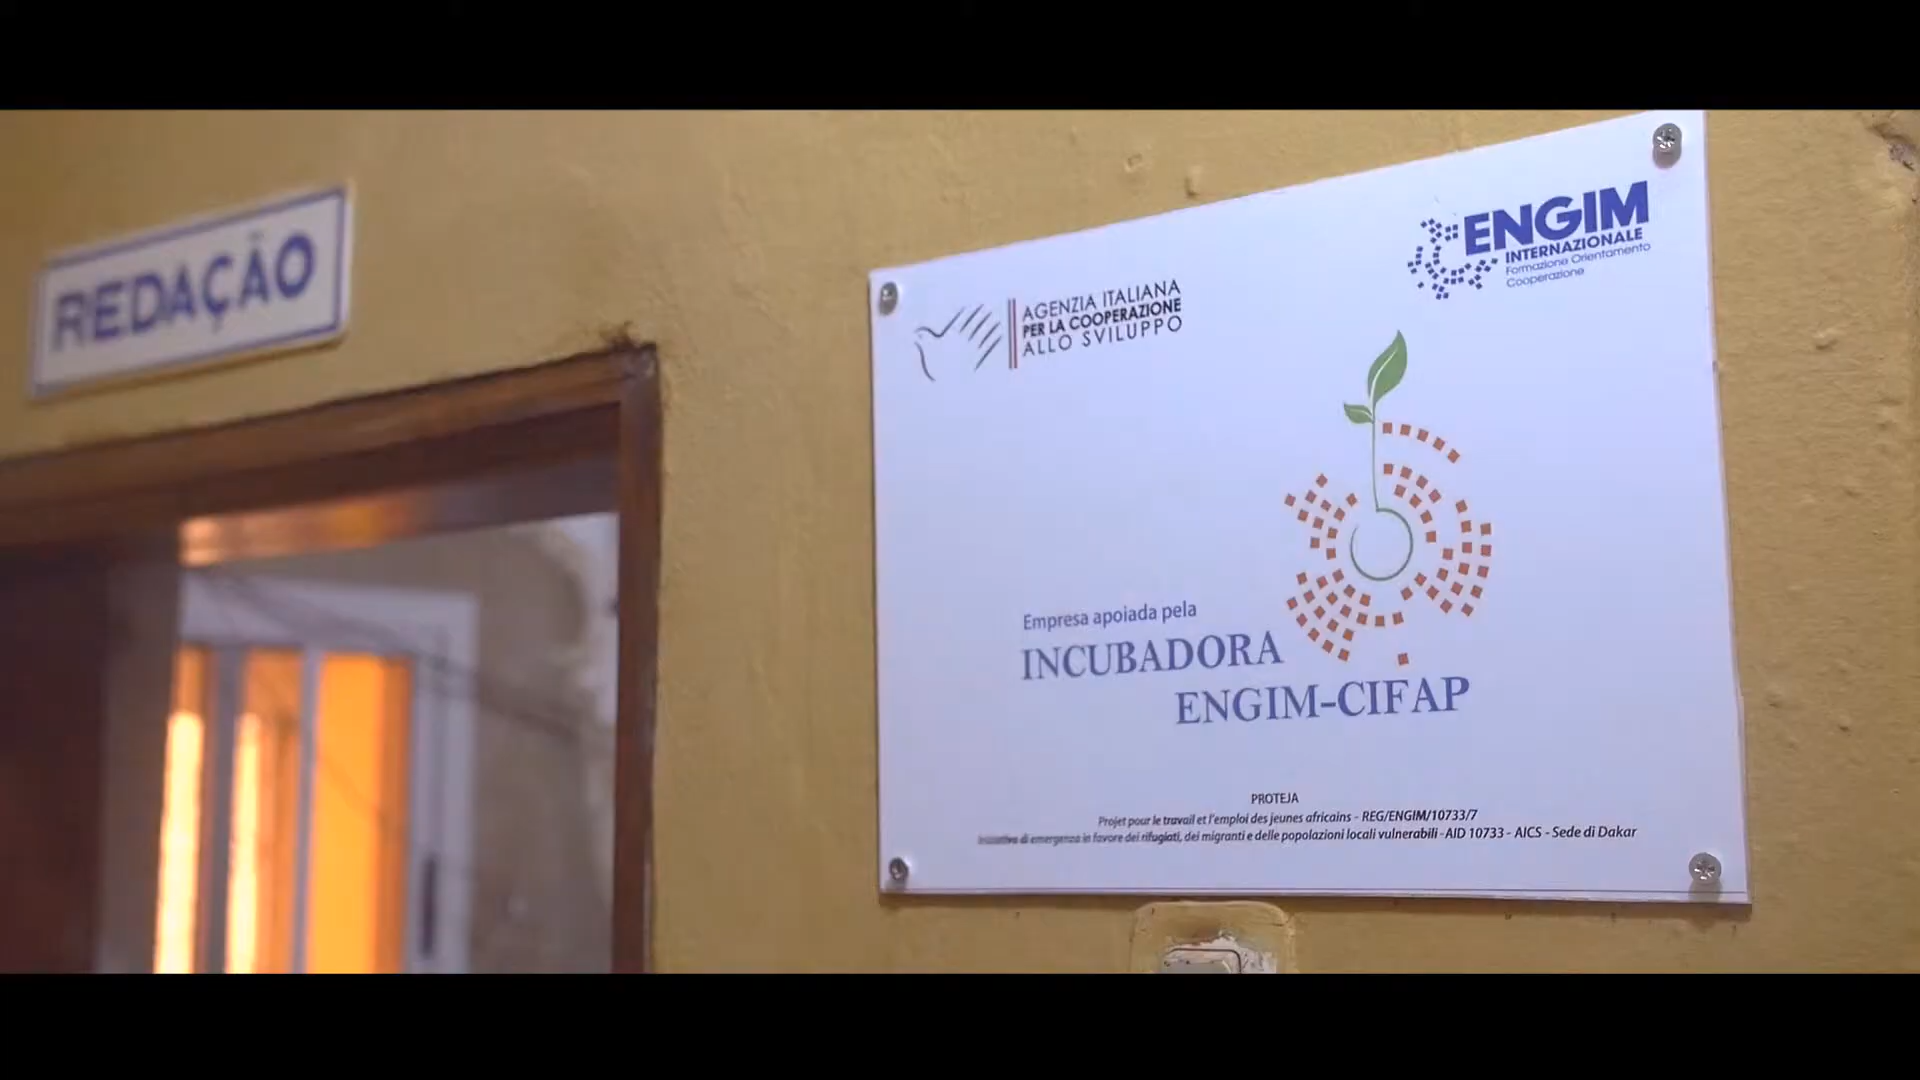 REDAÇÃO
AGENZIA ITALIANA
PER LA COOPERAZIONE
ALLO SVILUPPO
ENGIM
INTERNAZIONALE
Formazione Orientamento
Cooperazione
Empresa apoiada pela
INCUBADORA
ENGIM-CIFAP
PROTEJA
Projet pour le travail et l'emploi des jeunes africains - REG/ENGIM/10733/7
Iniziativa di emergenza in favore dei rifugiati, dei migranti e delle popolazioni locali vulnerabili - AID 10733 - AICS - Sede di Dakar